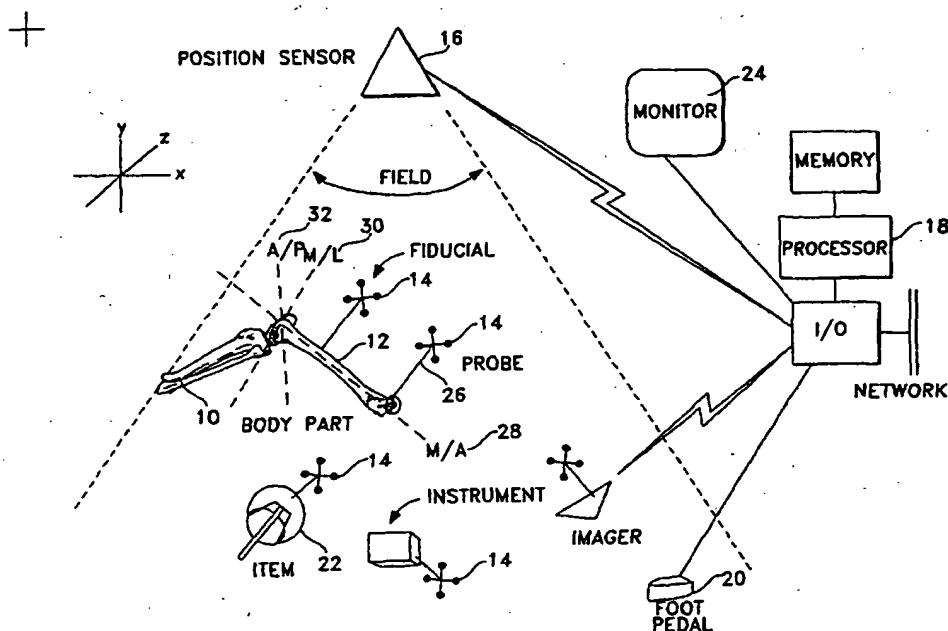 POSITION SENSOR
16
MONITOR
24
MEMORY
y
z
x
FIELD
PROCESSOR
18
32
A/P
M/L
30
FIDUCIAL
14
I/O
12
14
PROBE
NETWORK
26
10
BODY PART
M/A
28
14
INSTRUMENT
IMAGER
ITEM
22
14
20
FOOT
PEDAL